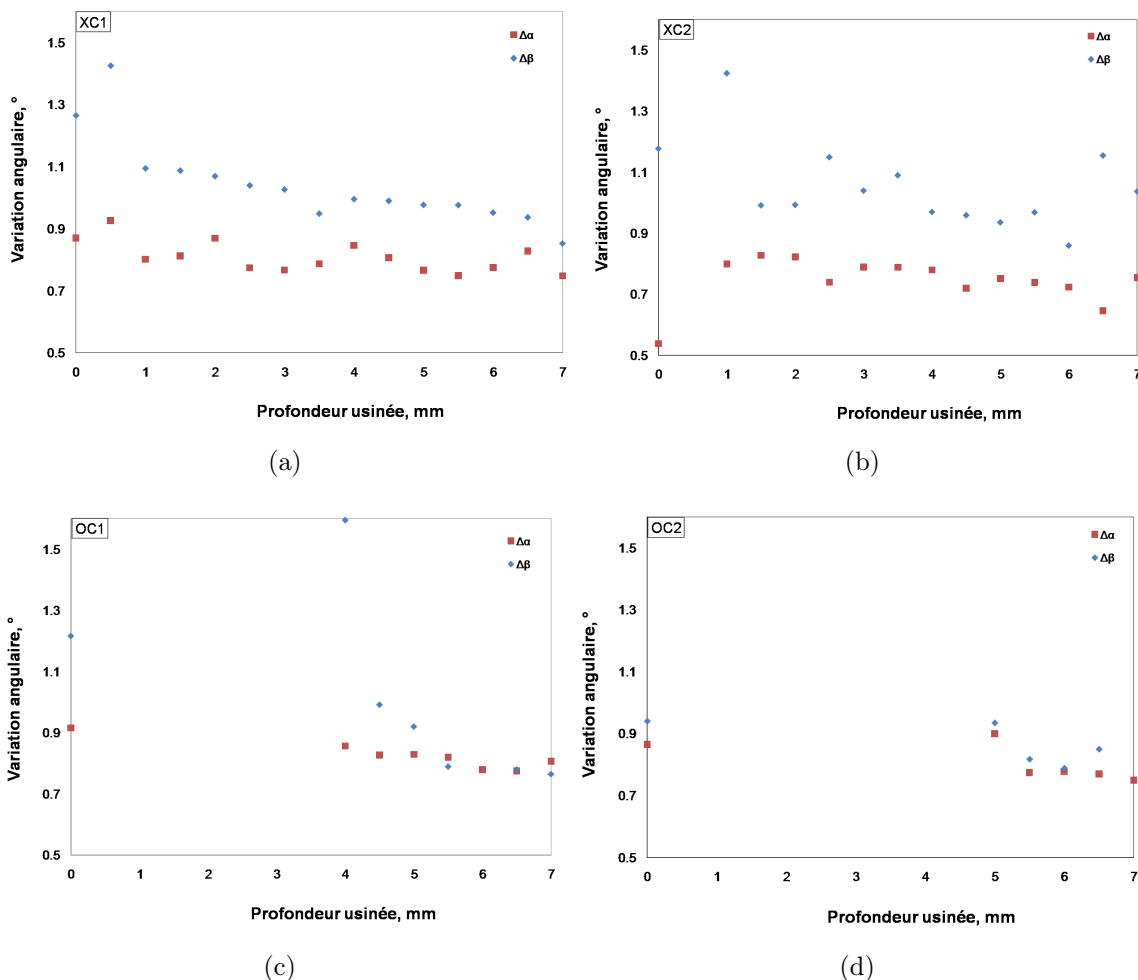 XC1
Δα
Δβ
Variation angulaire, °
1.5
1.3
1.1
0.9
0.7
0.5
0 1 2 3 4 5 6 7
Profondeur usinée, mm
(a)
XC2
Δα
Δβ
Variation angulaire, °
1.5
1.3
1.1
0.9
0.7
0.5
0 1 2 3 4 5 6 7
Profondeur usinée, mm
(b)
OC1
Δα
Δβ
Variation angulaire, °
1.5
1.3
1.1
0.9
0.7
0.5
0 1 2 3 4 5 6 7
Profondeur usinée, mm
(c)
OC2
Δα
Δβ
Variation angulaire, °
1.5
1.3
1.1
0.9
0.7
0.5
0 1 2 3 4 5 6 7
Profondeur usinée, mm
(d)